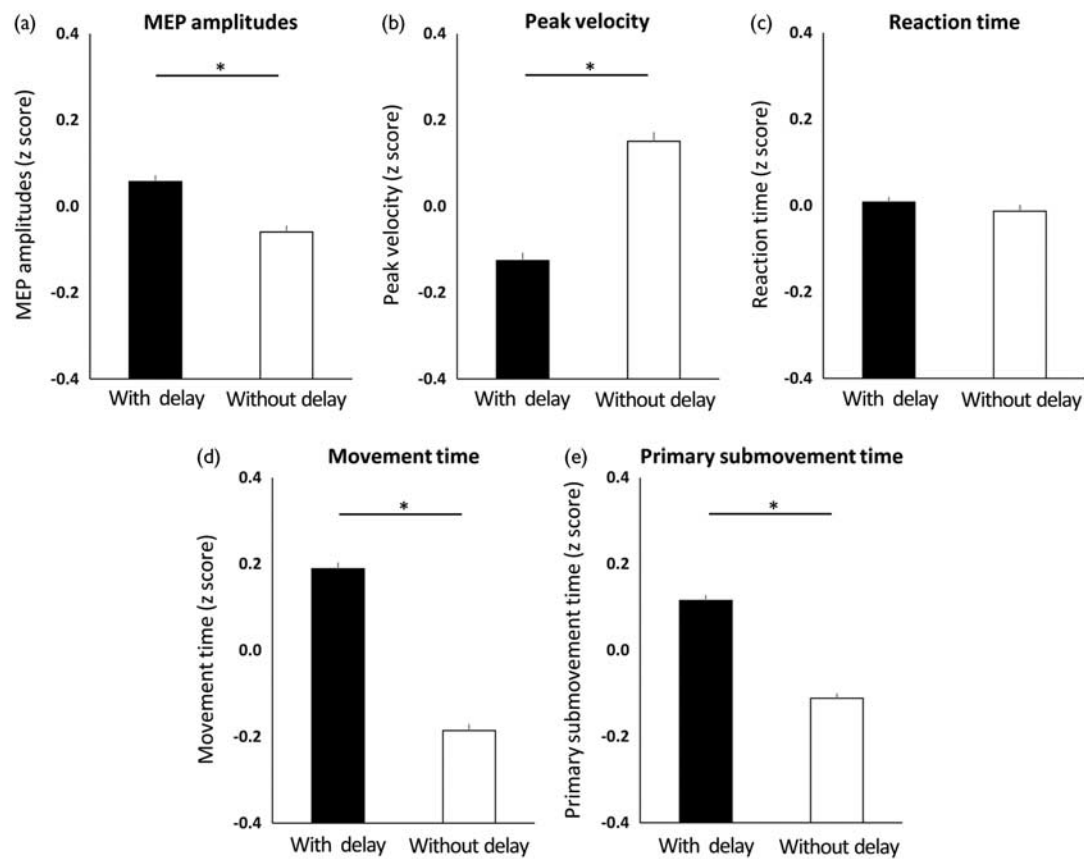 (a) MEP amplitudes
MEP amplitudes (z score)
0.4
0.2
0.0
-0.2
-0.4
*
With delay Without delay
(b) Peak velocity
Peak velocity (z score)
0.4
0.2
0.0
-0.2
-0.4
*
With delay Without delay
(c) Reaction time
Reaction time (z score)
0.4
0.2
0.0
-0.2
-0.4
With delay Without delay
(d) Movement time
Movement time (z score)
0.4
0.2
0.0
-0.2
-0.4
*
With delay Without delay
(e) Primary submovement time
Primary submovement time (z score)
0.4
0.2
0.0
-0.2
-0.4
*
With delay Without delay